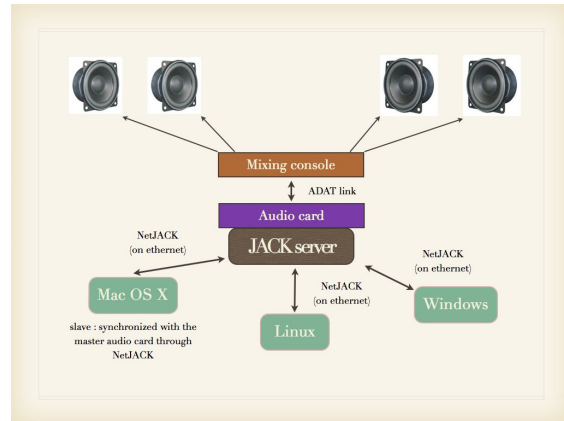 Mixing console
ADAT link
Audio card
JACK server
NetJACK
(on ethernet)
Mac OS X
slave : synchronized with the
master audio card through
NetJACK
NetJACK
(on ethernet)
Linux
NetJACK
(on ethernet)
Windows